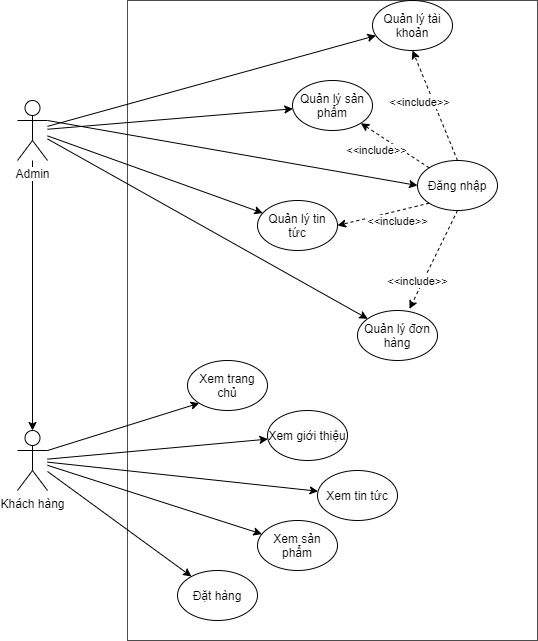 Quản lý tài
khoản
<<include>>
Quản lý sản
phẩm
<<include>>
Admin
Đăng nhập
Quản lý tin
tức
<<include>>
<<include>>
Quản lý đơn
hàng
Xem trang
chủ
Xem giới thiệu
Khách hàng
Xem tin tức
Xem sản
phẩm
Đặt hàng